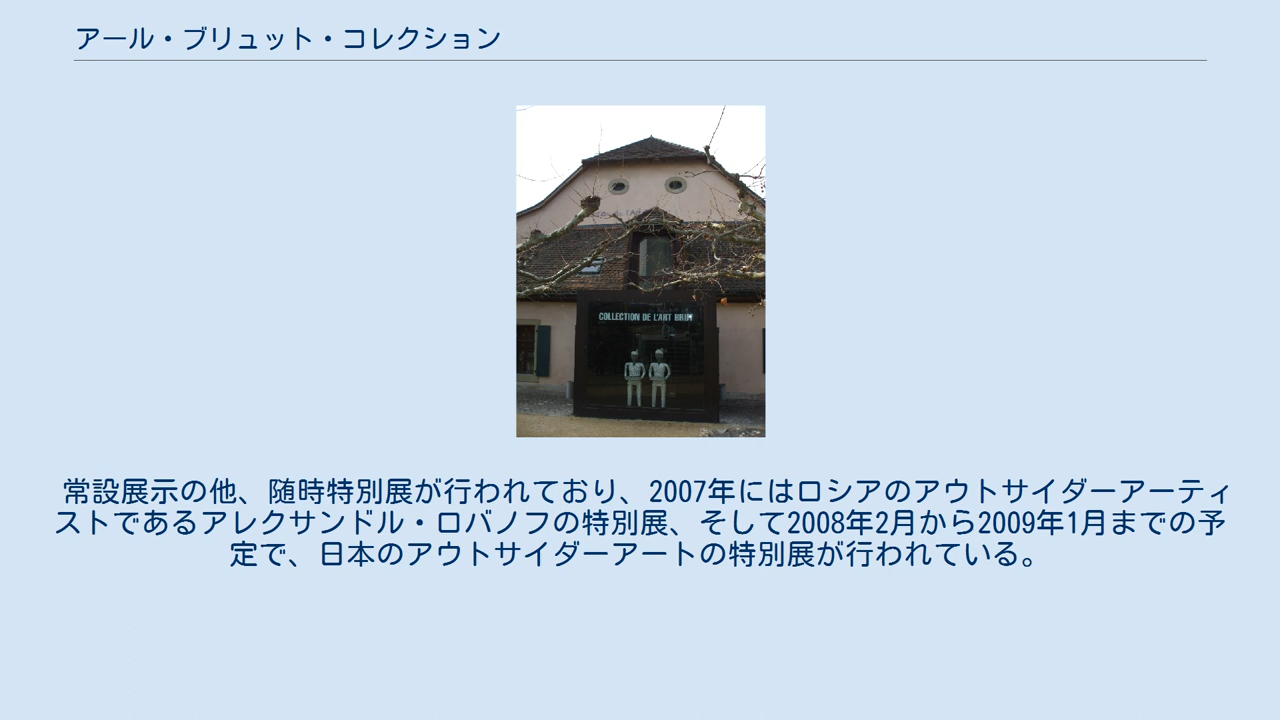 アール・ブリュット・コレクション
COLLECTION DE L'ART BRUT
常設展示の他、随時特別展が行われており、2007年にはロシアのアウトサイダーアーティ
ストであるアレクサンドル・ロバノフの特別展、そして2008年2月から2009年1月までの予
定で、日本のアウトサイダーアートの特別展が行われている。